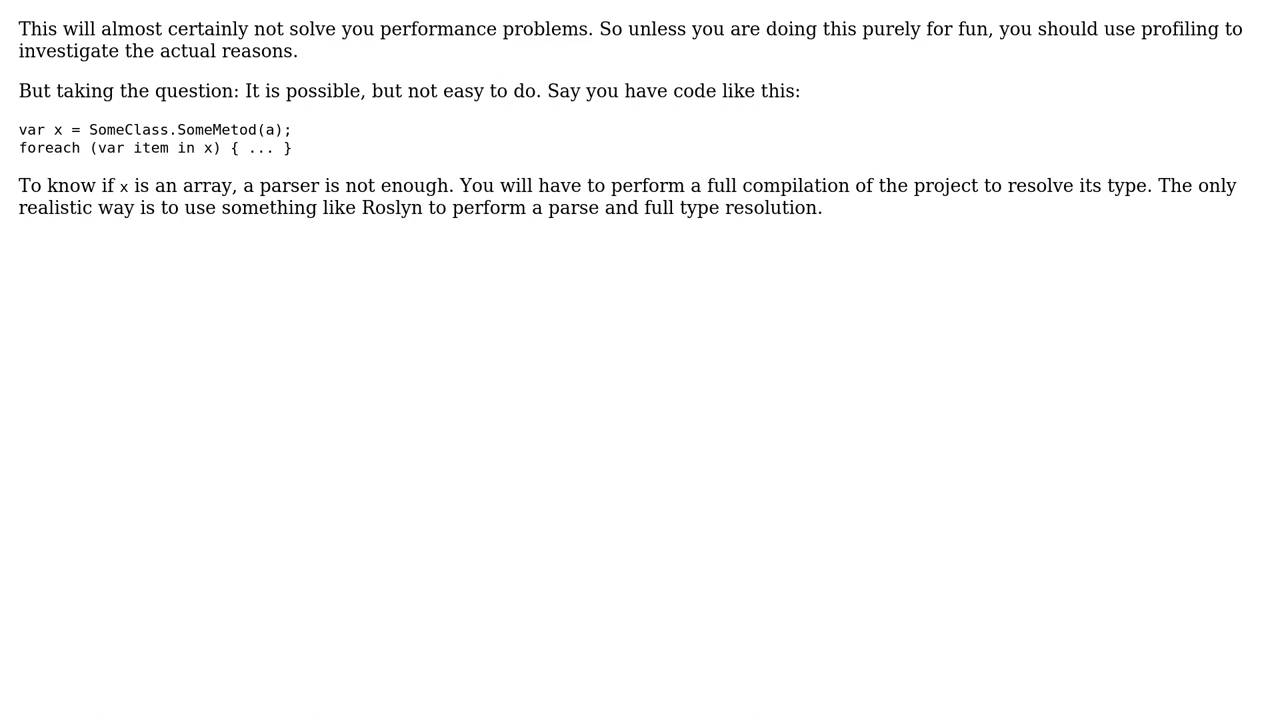 This will almost certainly not solve you performance problems. So unless you are doing this purely for fun, you should use profiling to
investigate the actual reasons.
But taking the question: It is possible, but not easy to do. Say you have code like this:
var x = SomeClass.SomeMetod(a);
foreach (var item in x) { ... }
To know if x is an array, a parser is not enough. You will have to perform a full compilation of the project to resolve its type. The only
realistic way is to use something like Roslyn to perform a parse and full type resolution.